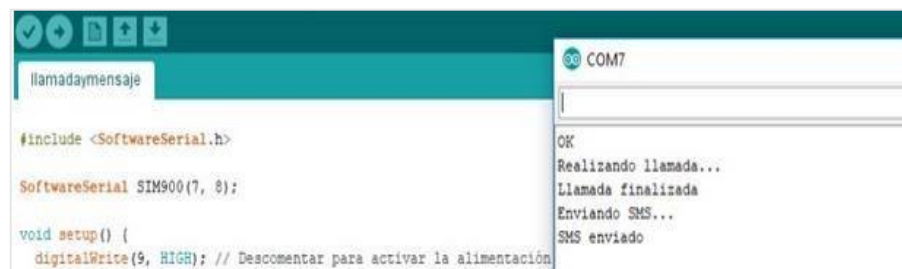 llamadaymensaje
#include <SoftwareSerial.h>
SoftwareSerial SIM900(7, 8);
void setup() {
digitalWrite(9, HIGH); // Descomentar para activar la alimentación
COM7
OK
Realizando llamada...
Llamada finalizada
Enviando SMS...
SMS enviado